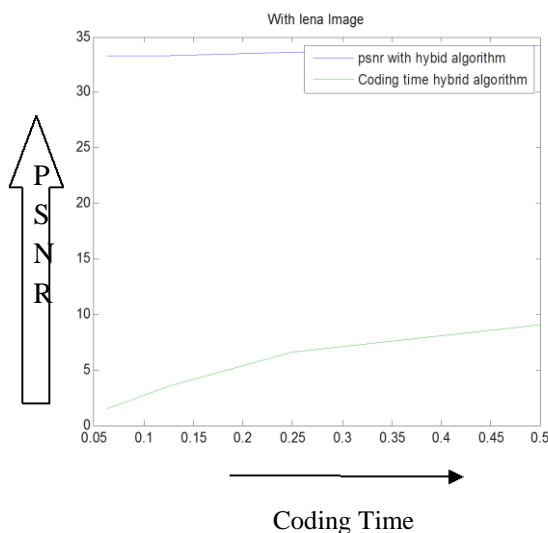 With lena Image
psnr with hybid algorithm
Coding time hybrid algorithm
35
30
25
20
15
10
5
0
P
S
N
R
0.05 0.1 0.15 0.2 0.25 0.3 0.35 0.4 0.45 0.5
Coding Time